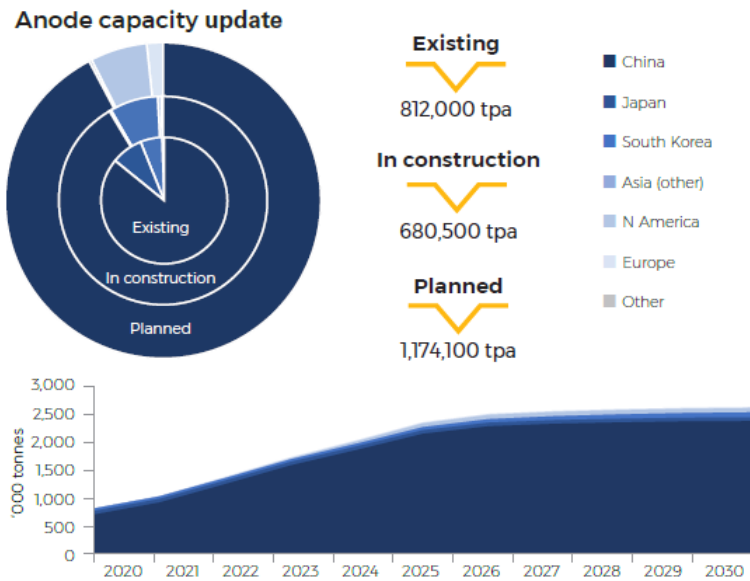 Anode capacity update
Existing
In construction
Planned
Existing
812,000 tpa
In construction
680,500 tpa
Planned
1,174,100 tpa
China
Japan
South Korea
Asia (other)
N America
Europe
Other
'000 tonnes
3,000
2,500
2,000
1,500
1,000
500
0
2020 2021 2022 2023 2024 2025 2026 2027 2028 2029 2030